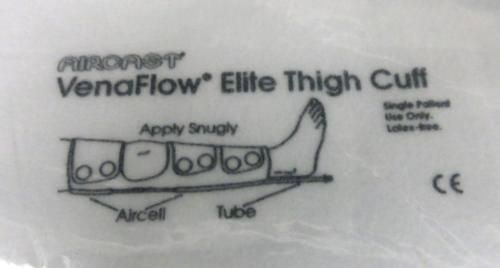 AIRCAST®
VenaFlow® Elite Thigh Cuff
Single Patient
Use Only.
Latex-free.
Apply Snugly
CE
Aircell
Tube